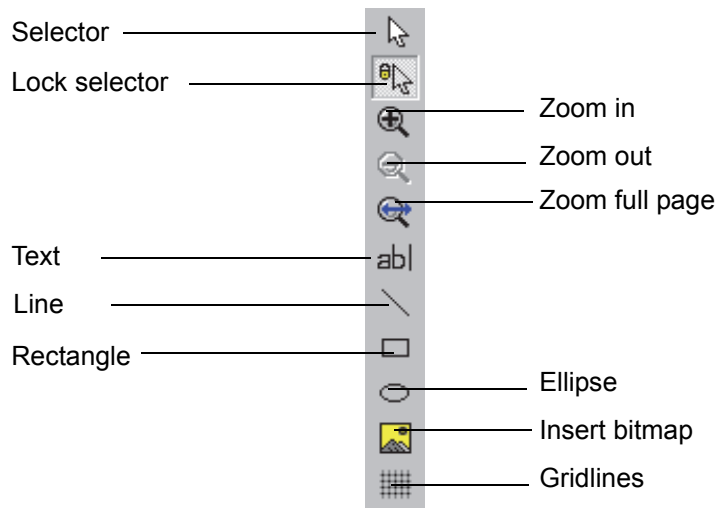 Selector
Lock selector
Zoom in
Zoom out
Zoom full page
Text
ab|
Line
Rectangle
Ellipse
Insert bitmap
Gridlines